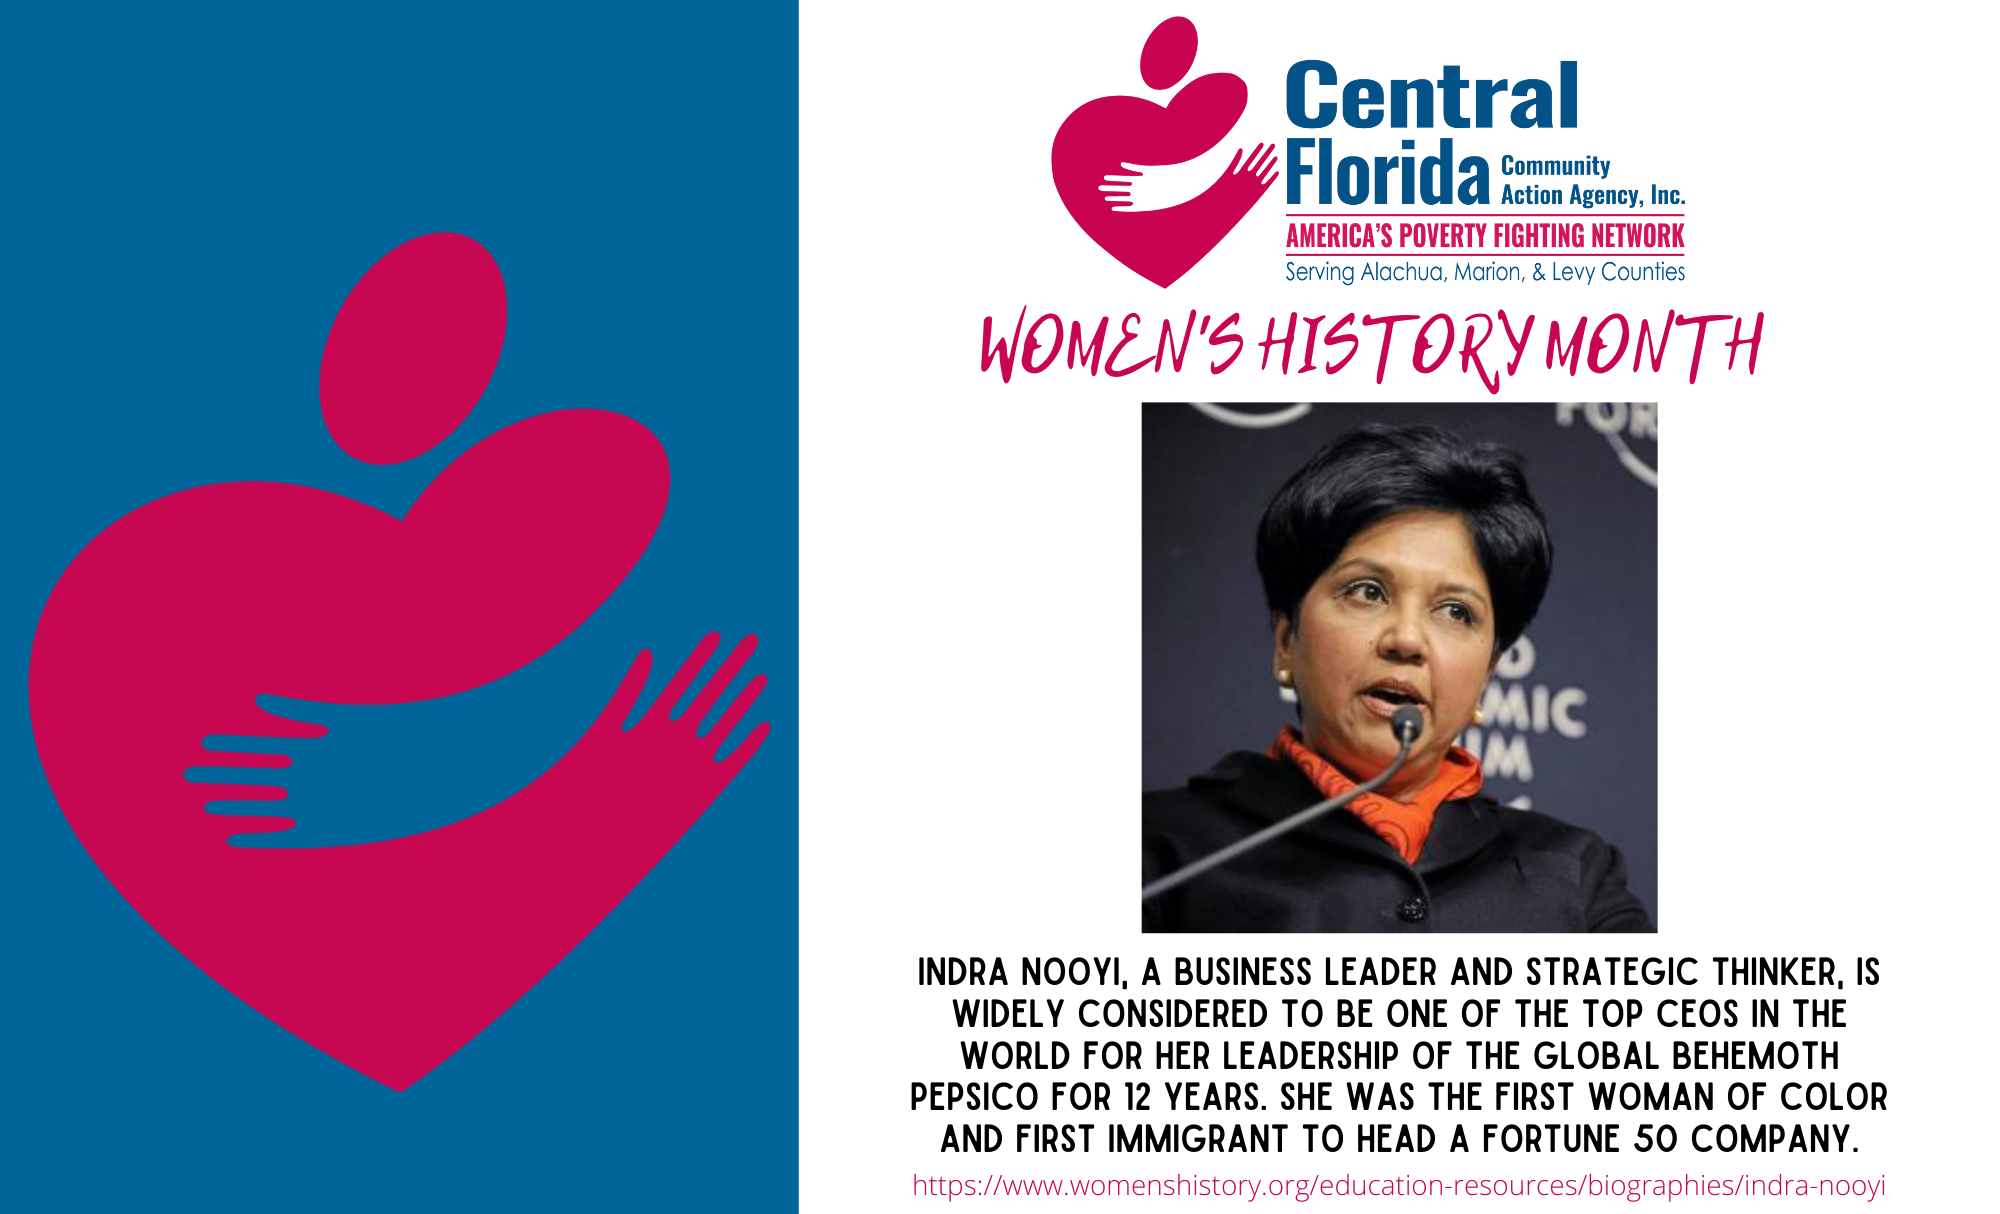 Central
Florida Community
Action Agency, Inc.
AMERICA'S POVERTY FIGHTING NETWORK
Serving Alachua, Marion, & Levy Counties
WOMEN'S HISTORY MONTH
FOR
MIC
UM
INDRA NOOYI, A BUSINESS LEADER AND STRATEGIC THINKER, IS
WIDELY CONSIDERED TO BE ONE OF THE TOP CEOS IN THE
WORLD FOR HER LEADERSHIP OF THE GLOBAL BEHEMOTH
PEPSICO FOR 12 YEARS. SHE WAS THE FIRST WOMAN OF COLOR
AND FIRST IMMIGRANT TO HEAD A FORTUNE 50 COMPANY.
https://www.womenshistory.org/education-resources/biographies/indra-nooyi